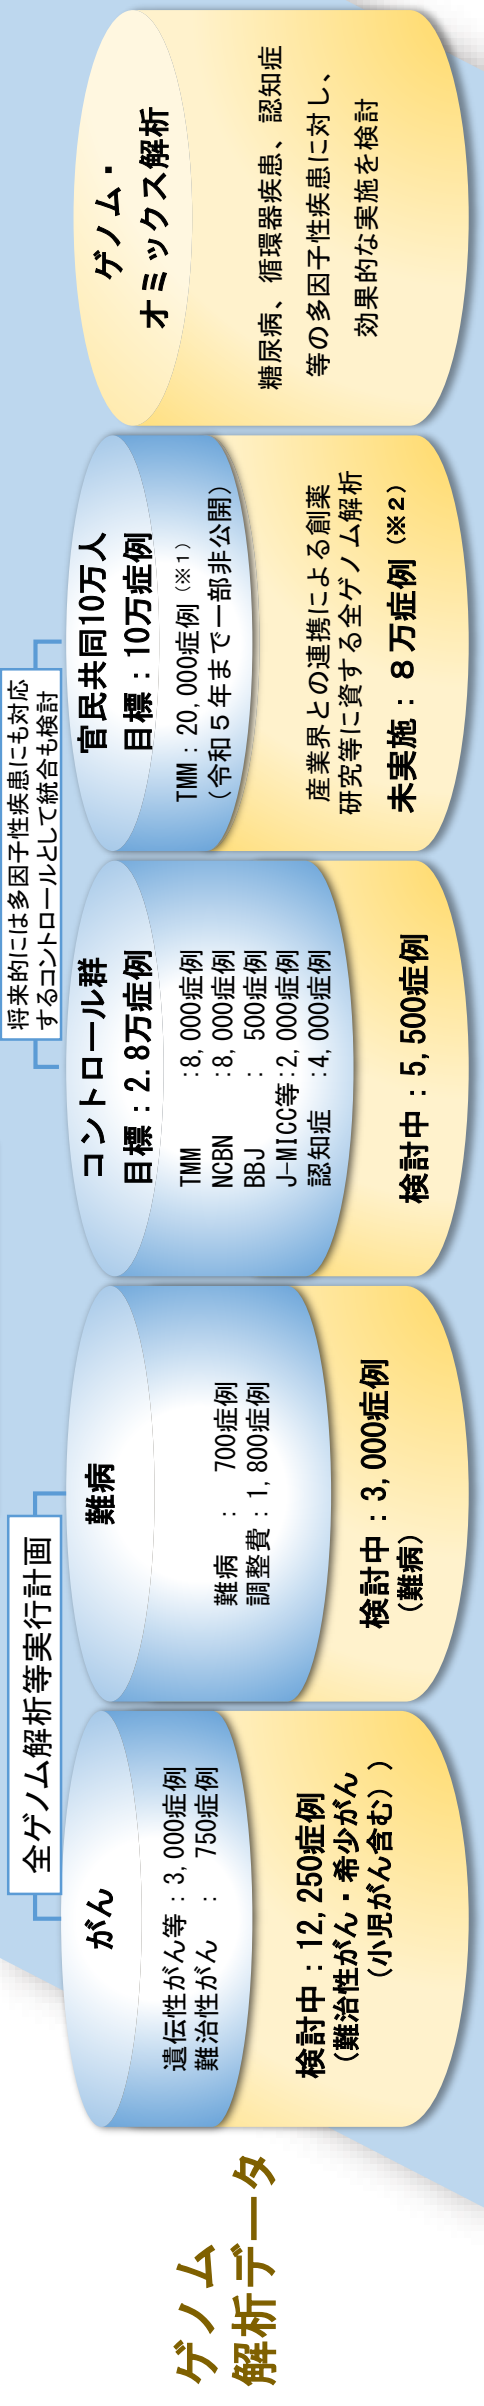 ゲノム
解析データ
全ゲノム解析等実行計画
がん
遺伝性がん等：3,000症例
難治性がん　：　750症例
検討中：12,250症例
（難治性がん・希少がん
（小児がん含む））
難病
難病　：　700症例
調整費：1,800症例
検討中：3,000症例
（難病）
将来的には多因子性疾患にも対応
するコントロールとして統合も検討
コントロール群
目標：2.8万症例
TMM　　:8,000症例
NCBN　 :8,000症例
BBJ　　: 500症例
J-MICC等:2,000症例
認知症　:4,000症例
検討中：5,500症例
官民共同10万人
目標：10万症例
TMM：20,000症例（※１）
（令和５年まで一部非公開）
産業界との連携による創薬
研究等に資する全ゲノム解析
未実施：８万症例（※２）
ゲノム・
オミックス解析
糖尿病、循環器疾患、認知症
等の多因子性疾患に対し、
効果的な実施を検討